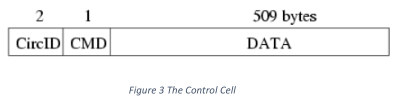 2 1 509 bytes
CircID CMD DATA
Figure 3 The Control Cell